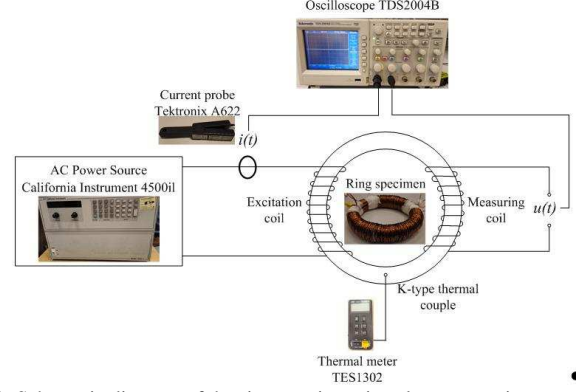 Oscilloscope TDS2004B
Current probe
Tektronix A622
i(t)
AC Power Source
California Instrument 4500il
Excitation
coil
Ring specimen
Measuring
coil
u(t)
K-type thermal
couple
Thermal meter
TES1302